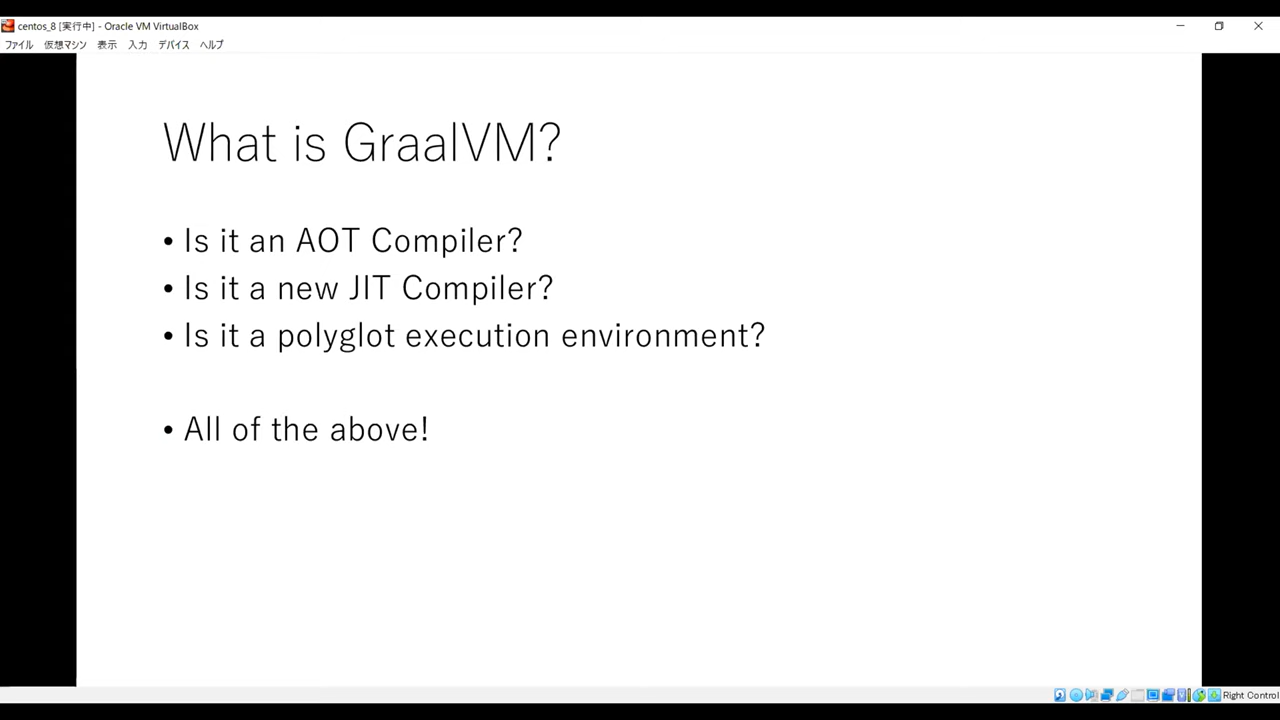 centos_8 [実行中] - Oracle VM VirtualBox
ファイル 仮想マシン 表示 入力 デバイス ヘルプ
What is GraalVM?
• Is it an AOT Compiler?
• Is it a new JIT Compiler?
• Is it a polyglot execution environment?
• All of the above!
Right Control